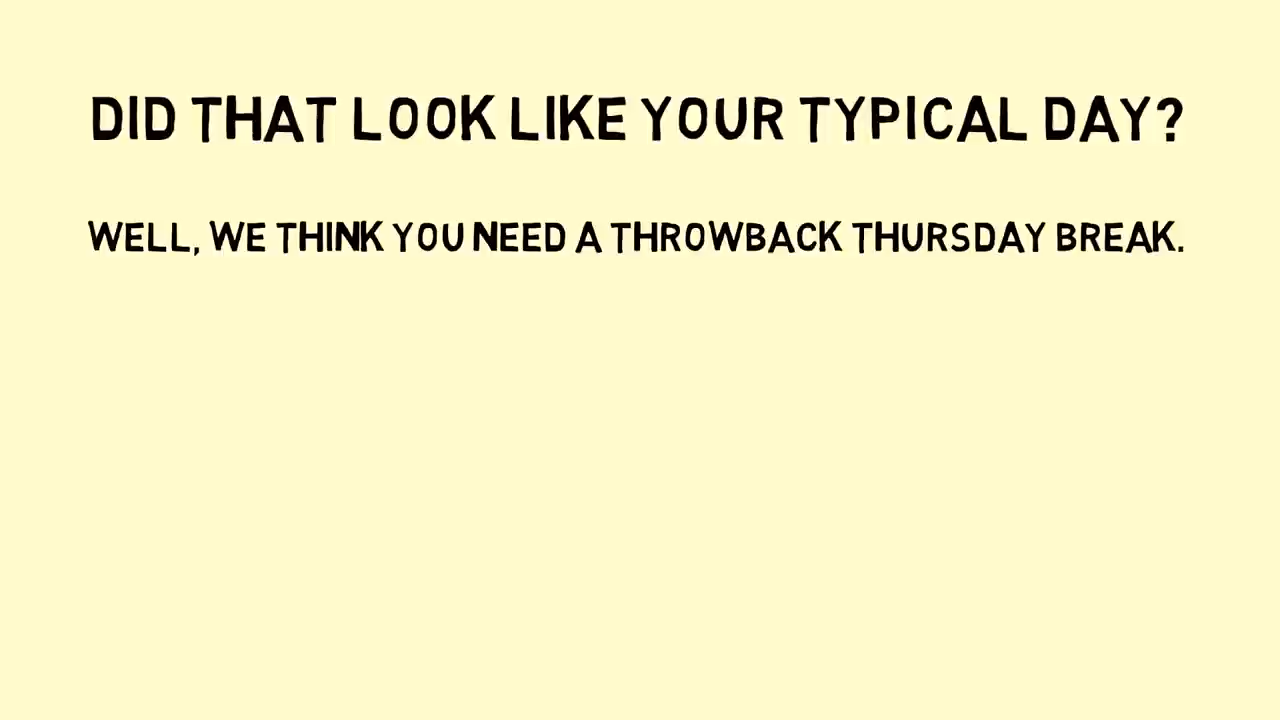 DID THAT LOOK LIKE YOUR TYPICAL DAY?
WELL, WE THINK YOU NEED A THROWBACK THURSDAY BREAK.